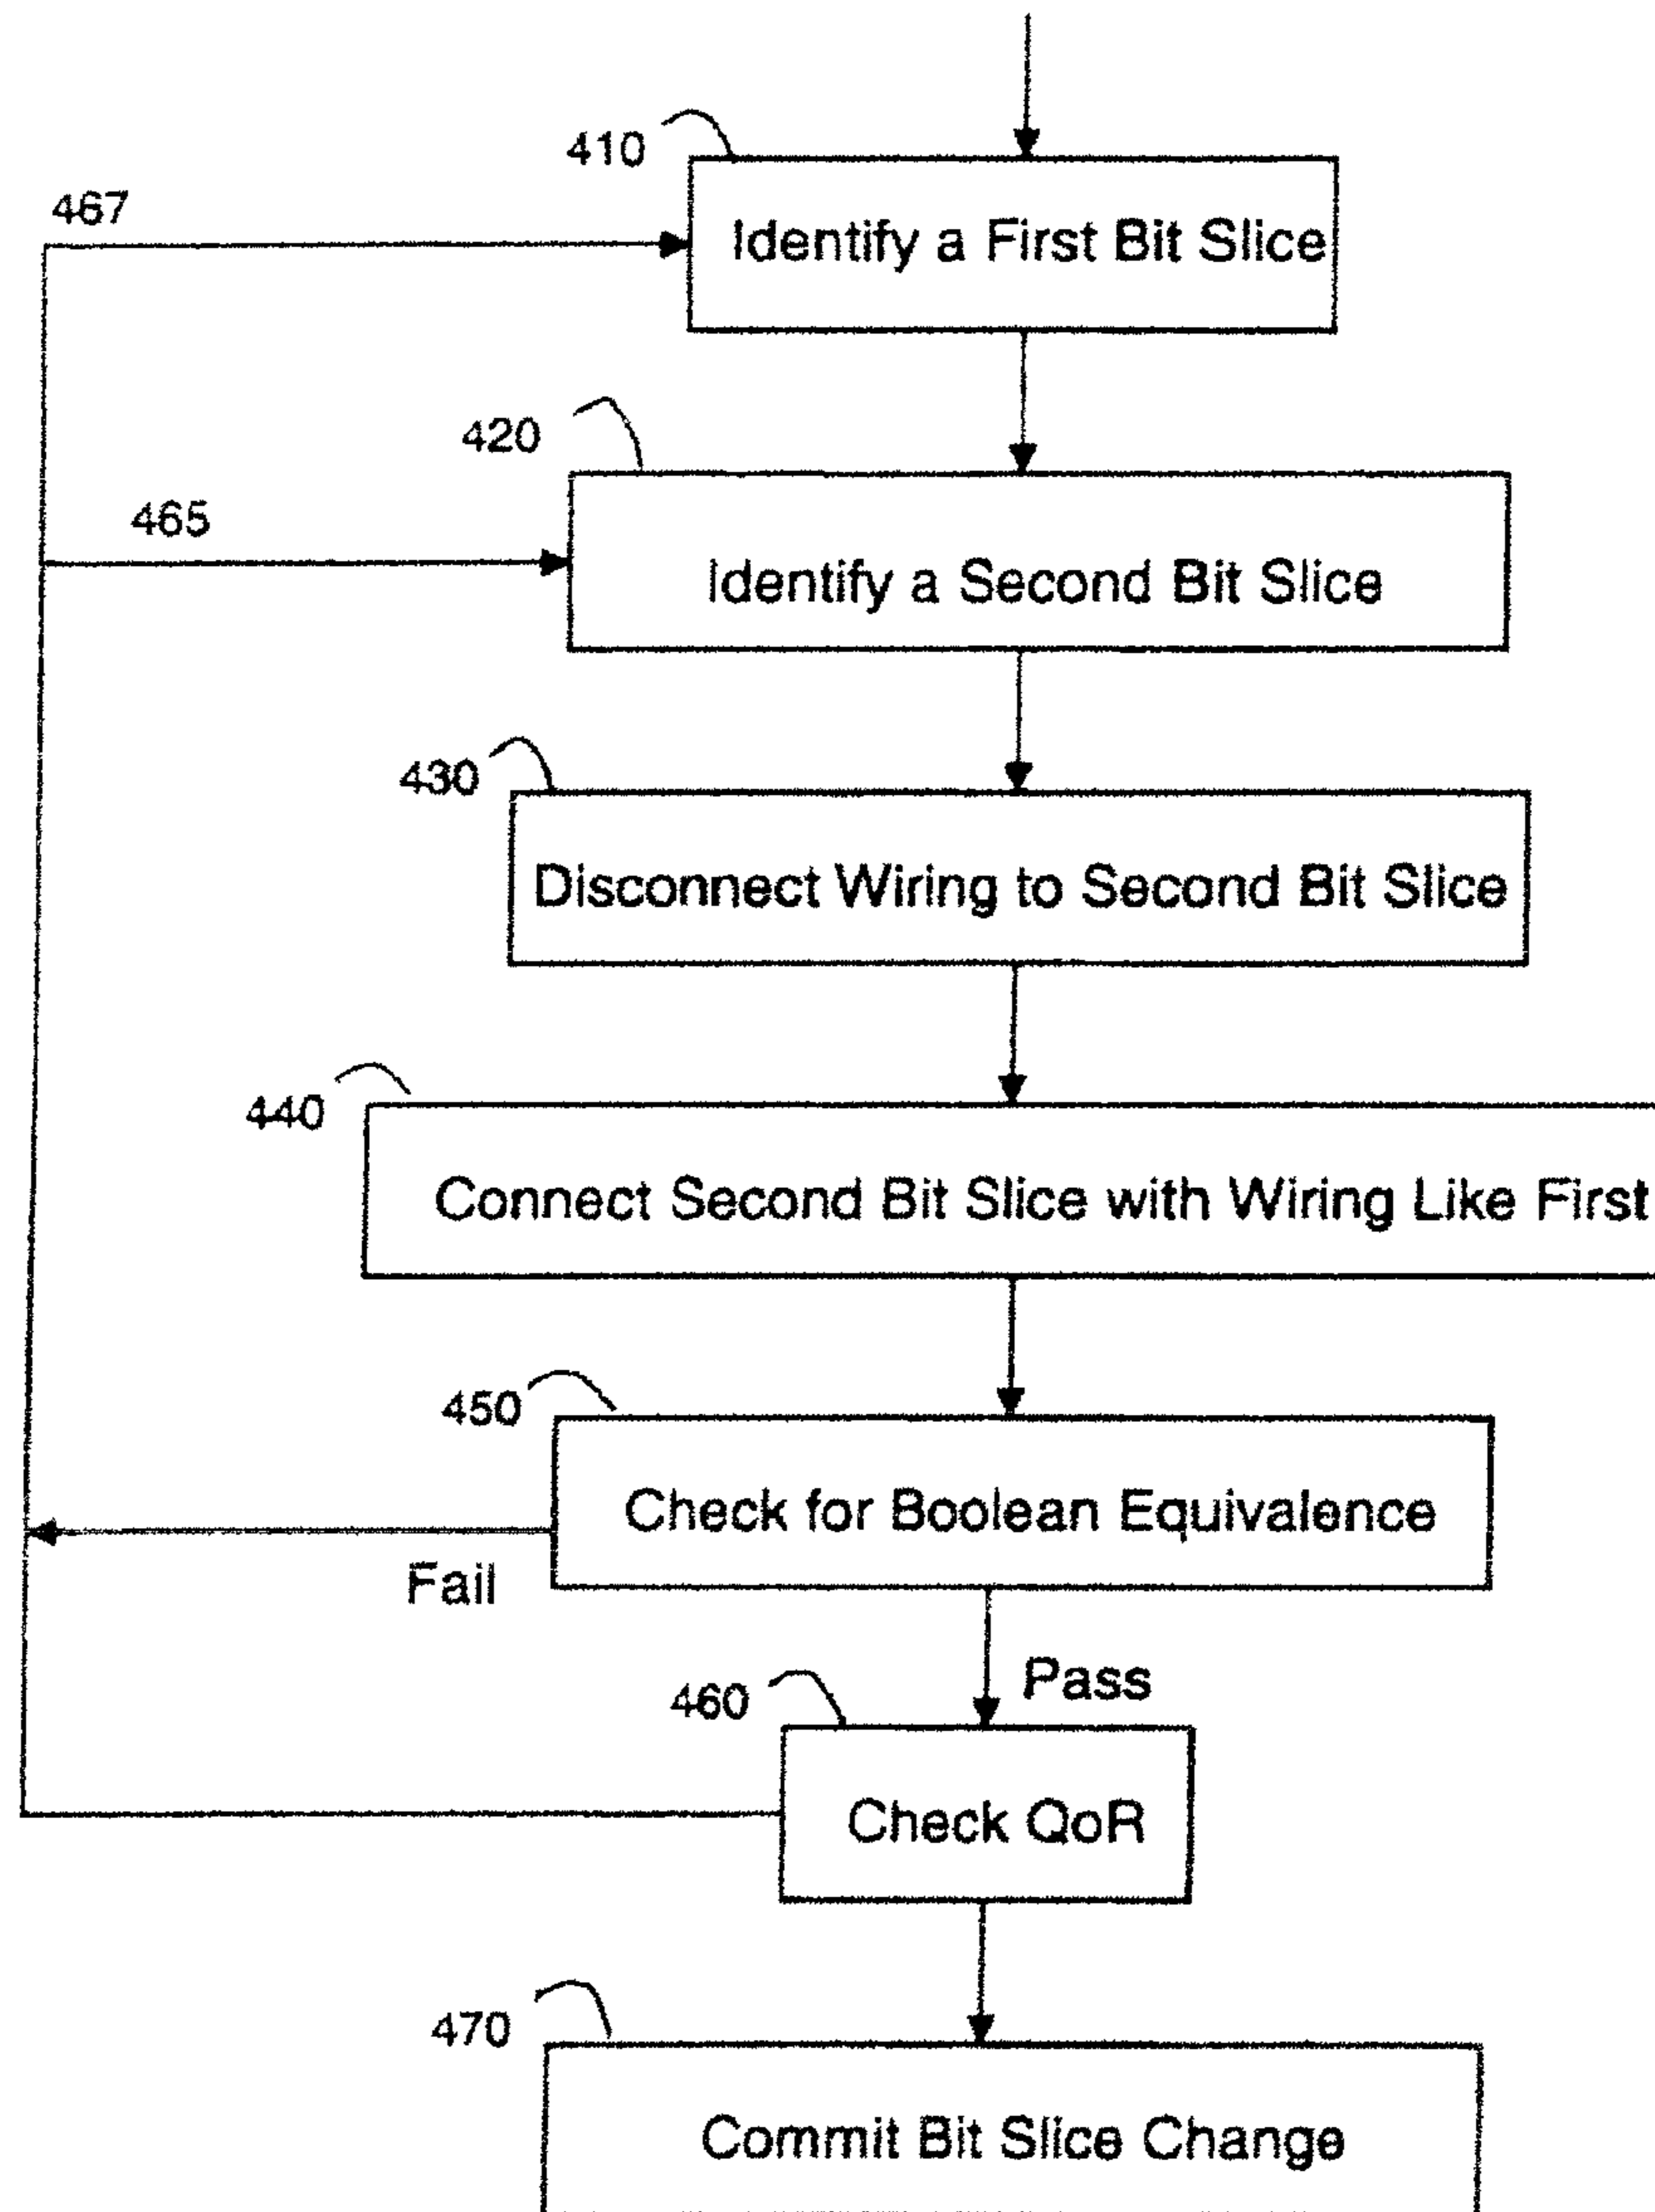 410
467
Identify a First Bit Slice
420
465
Identify a Second Bit Slice
430
Disconnect Wiring to Second Bit Slice
440
Connect Second Bit Slice with Wiring Like First
450
Check for Boolean Equivalence
Fail
Pass
460
Check QoR
470
Commit Bit Slice Change